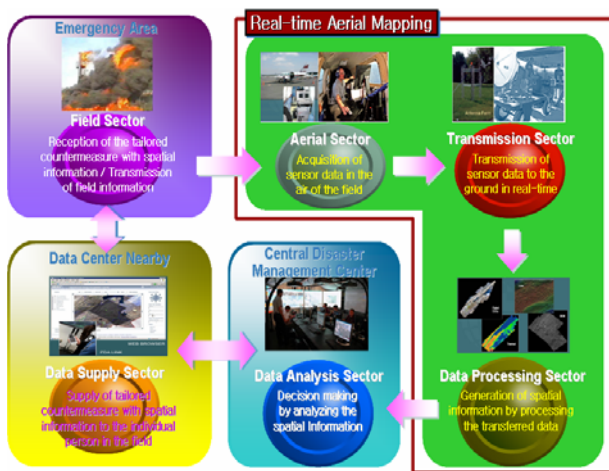 Emergency Area
Field Sector
Reception of the tailored
countermeasure with spatial
information / Transmission
of field information
Real-time Aerial Mapping
Aerial Sector
Acquisition of
sensor data in the
air of the field
Transmission Sector
Transmission of
sensor data to the
ground in real-time
Data Center Nearby
Data Supply Sector
Supply of tailored
countermeasure with spatial
information to the individual
person in the field
Central Disaster
Management Center
Data Analysis Sector
Decision making
by analyzing the
spatial Information
Data Processing Sector
Generation of spatial
information by processing
the transferred data